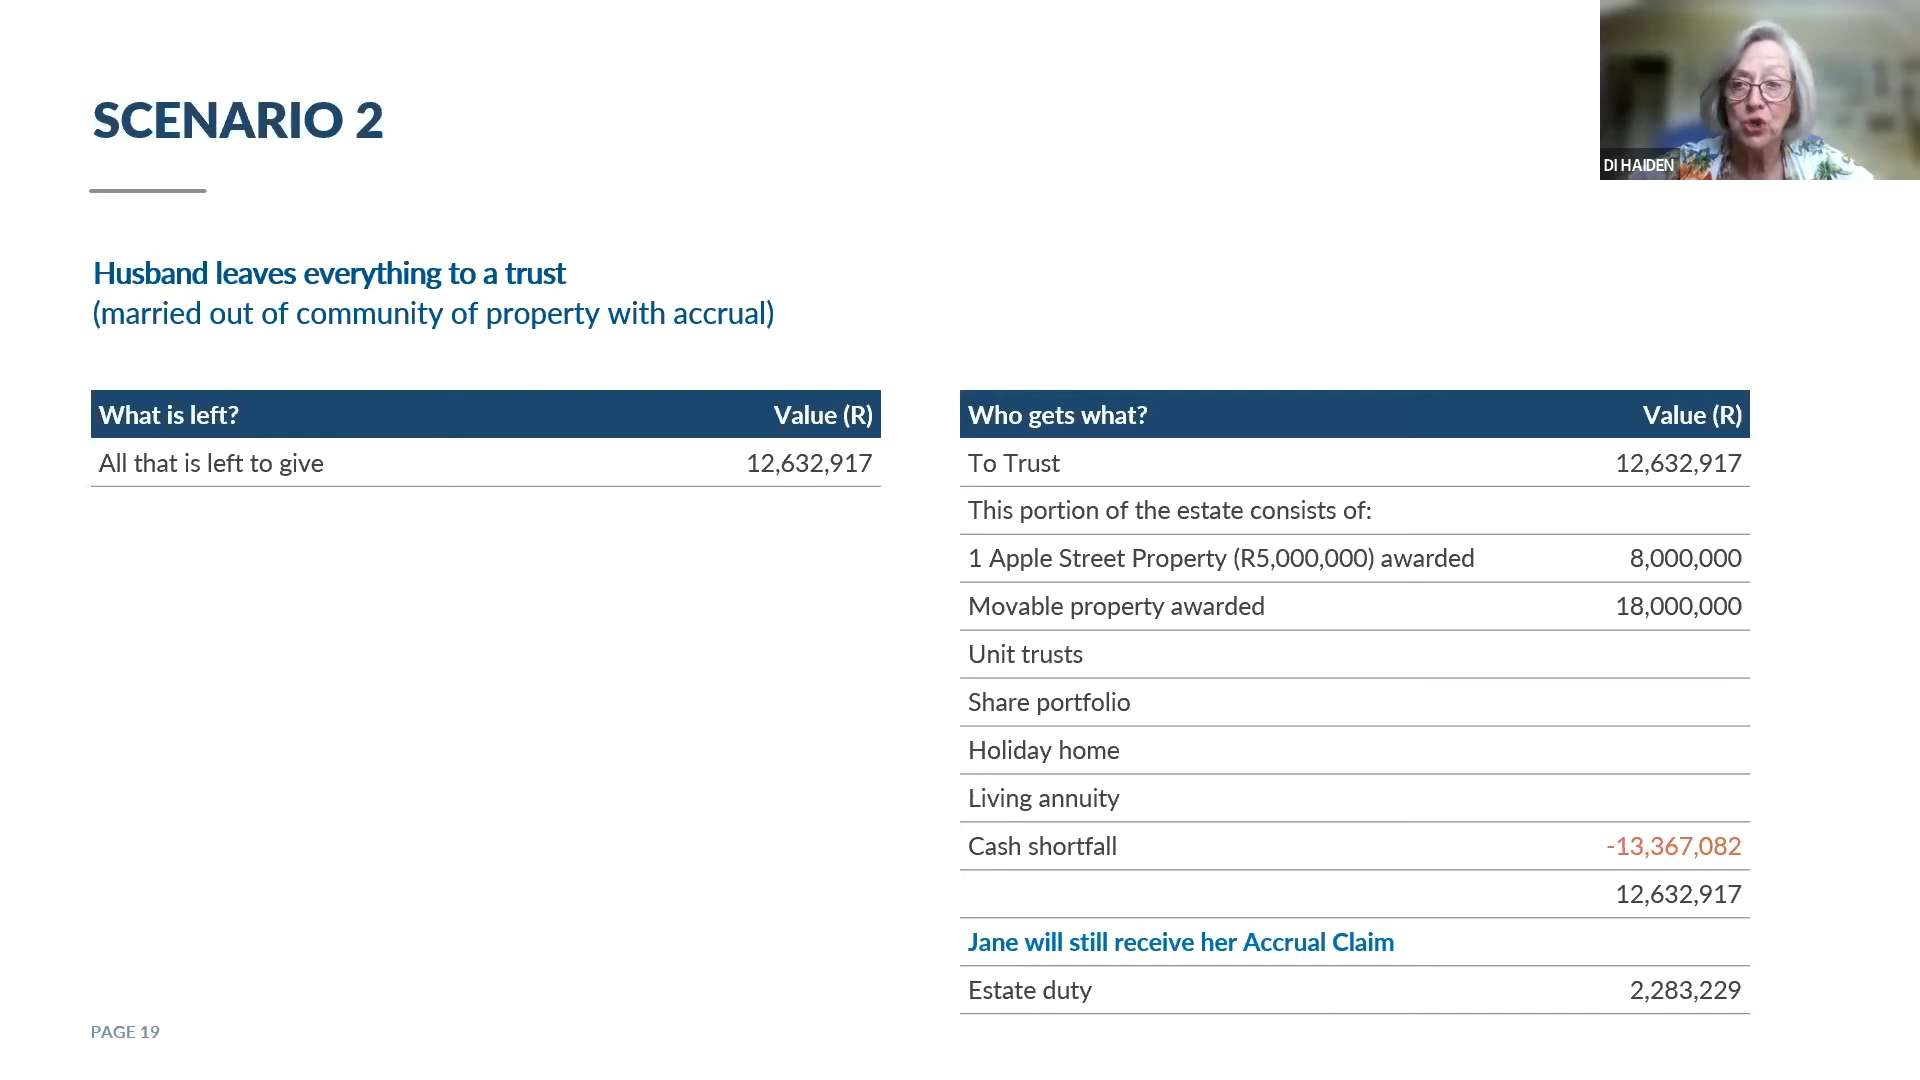 SCENARIO 2
DI HAIDEN
Husband leaves everything to a trust
(married out of community of property with accrual)
What is left? Value (R)
All that is left to give 12,632,917
Who gets what? Value (R)
To Trust 12,632,917
This portion of the estate consists of:
1 Apple Street Property (R5,000,000) awarded 8,000,000
Movable property awarded 18,000,000
Unit trusts
Share portfolio
Holiday home
Living annuity
Cash shortfall -13,367,082
12,632,917
Jane will still receive her Accrual Claim
Estate duty 2,283,229
PAGE 19